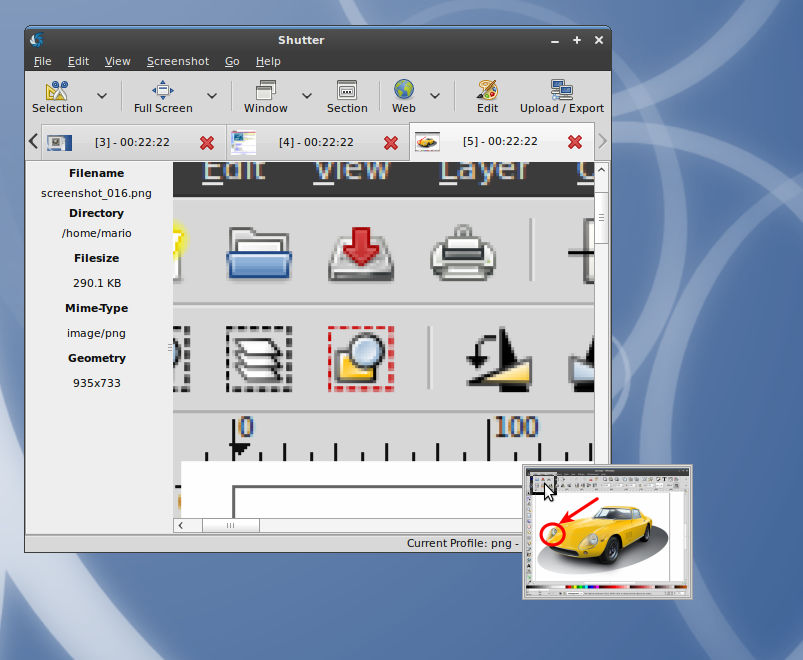 Shutter
File Edit View Screenshot Go Help
Selection Full Screen Window Section Web Edit Upload / Export
[3] - 00:22:22 [4] - 00:22:22 [5] - 00:22:22
Filename
screenshot_016.png
Directory
/home/mario
Filesize
290.1 KB
Mime-Type
image/png
Geometry
935x733
Edit View Layer
0 100
Current Profile: png -